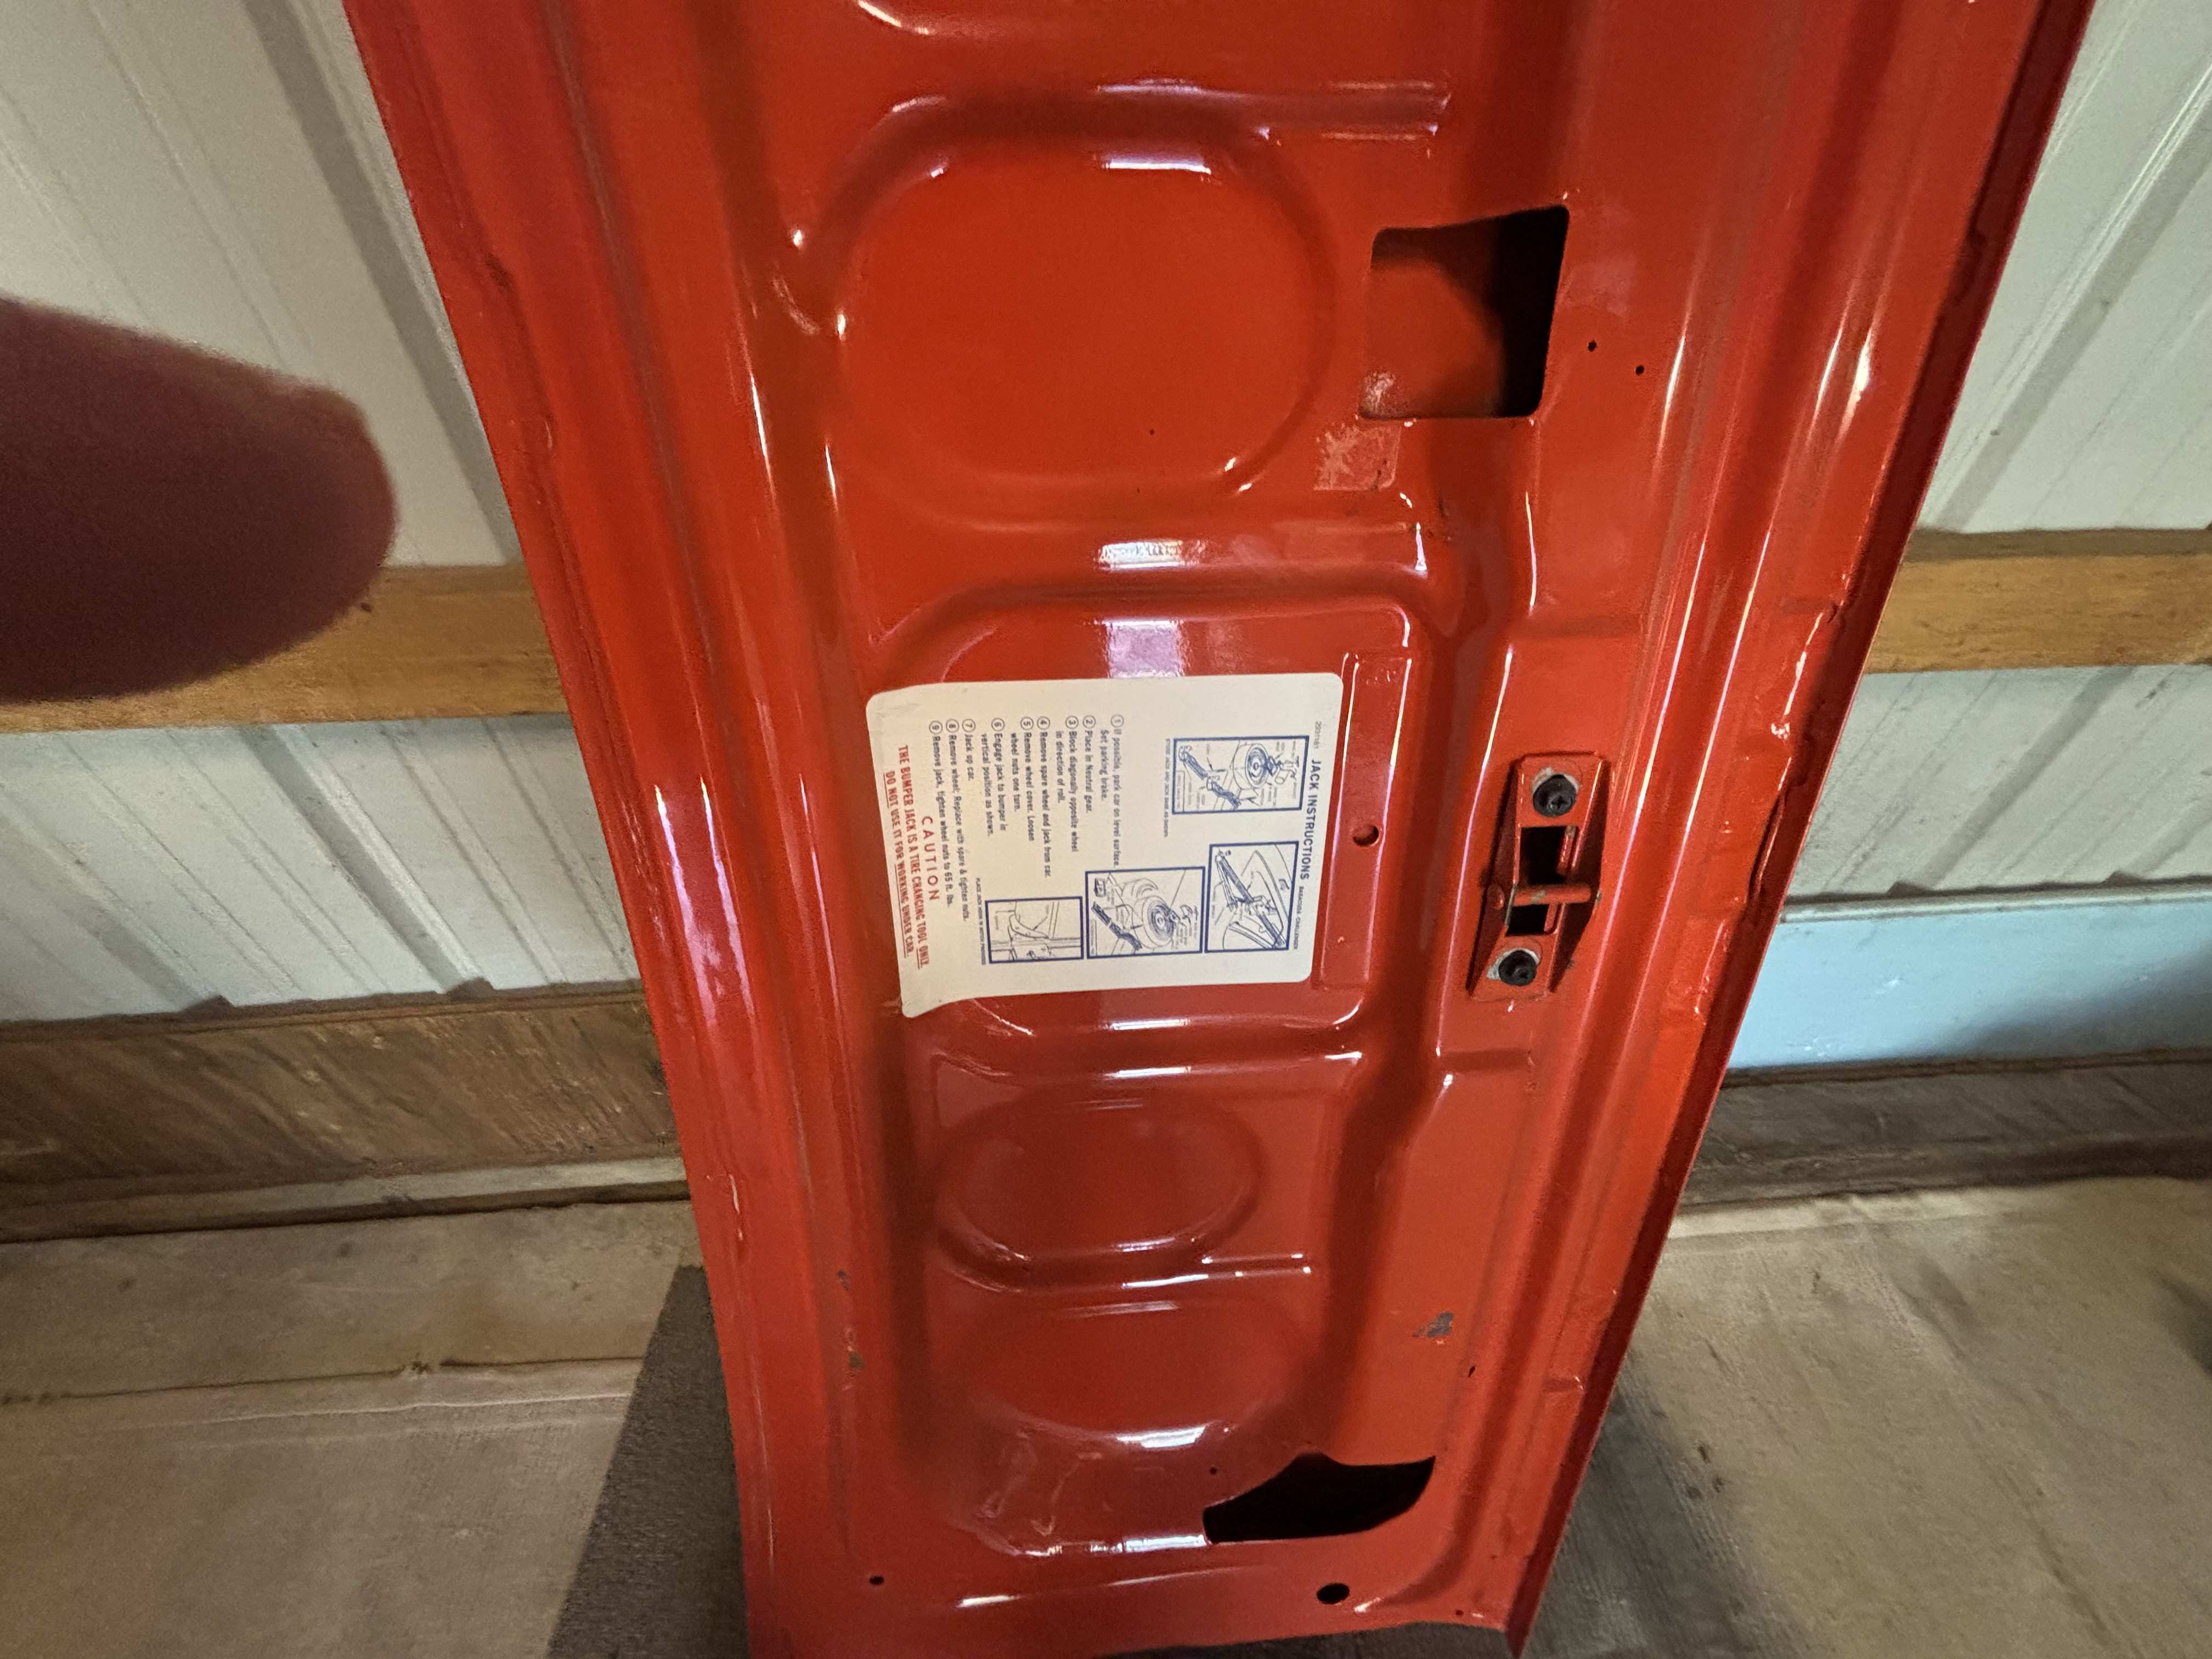 JACK INSTRUCTIONS BARRACUDA-CHALLENGER
① If possible, park car on level surface.
Set parking brake.
② Place in Neutral gear.
③ Block diagonally opposite wheel
in direction of roll.
④ Remove spare wheel and jack from car.
⑤ Remove wheel cover. Loosen
wheel nuts one turn.
⑥ Engage jack to bumper in
vertical position as shown.
⑦ Jack up car.
⑧ Remove wheel; Replace with spare & tighten nuts.
⑨ Remove jack, tighten wheel nuts to 65 ft. lbs.
CAUTION
THE BUMPER JACK IS A TIRE CHANGING TOOL ONLY.
DO NOT USE IT FOR WORKING UNDER CAR.